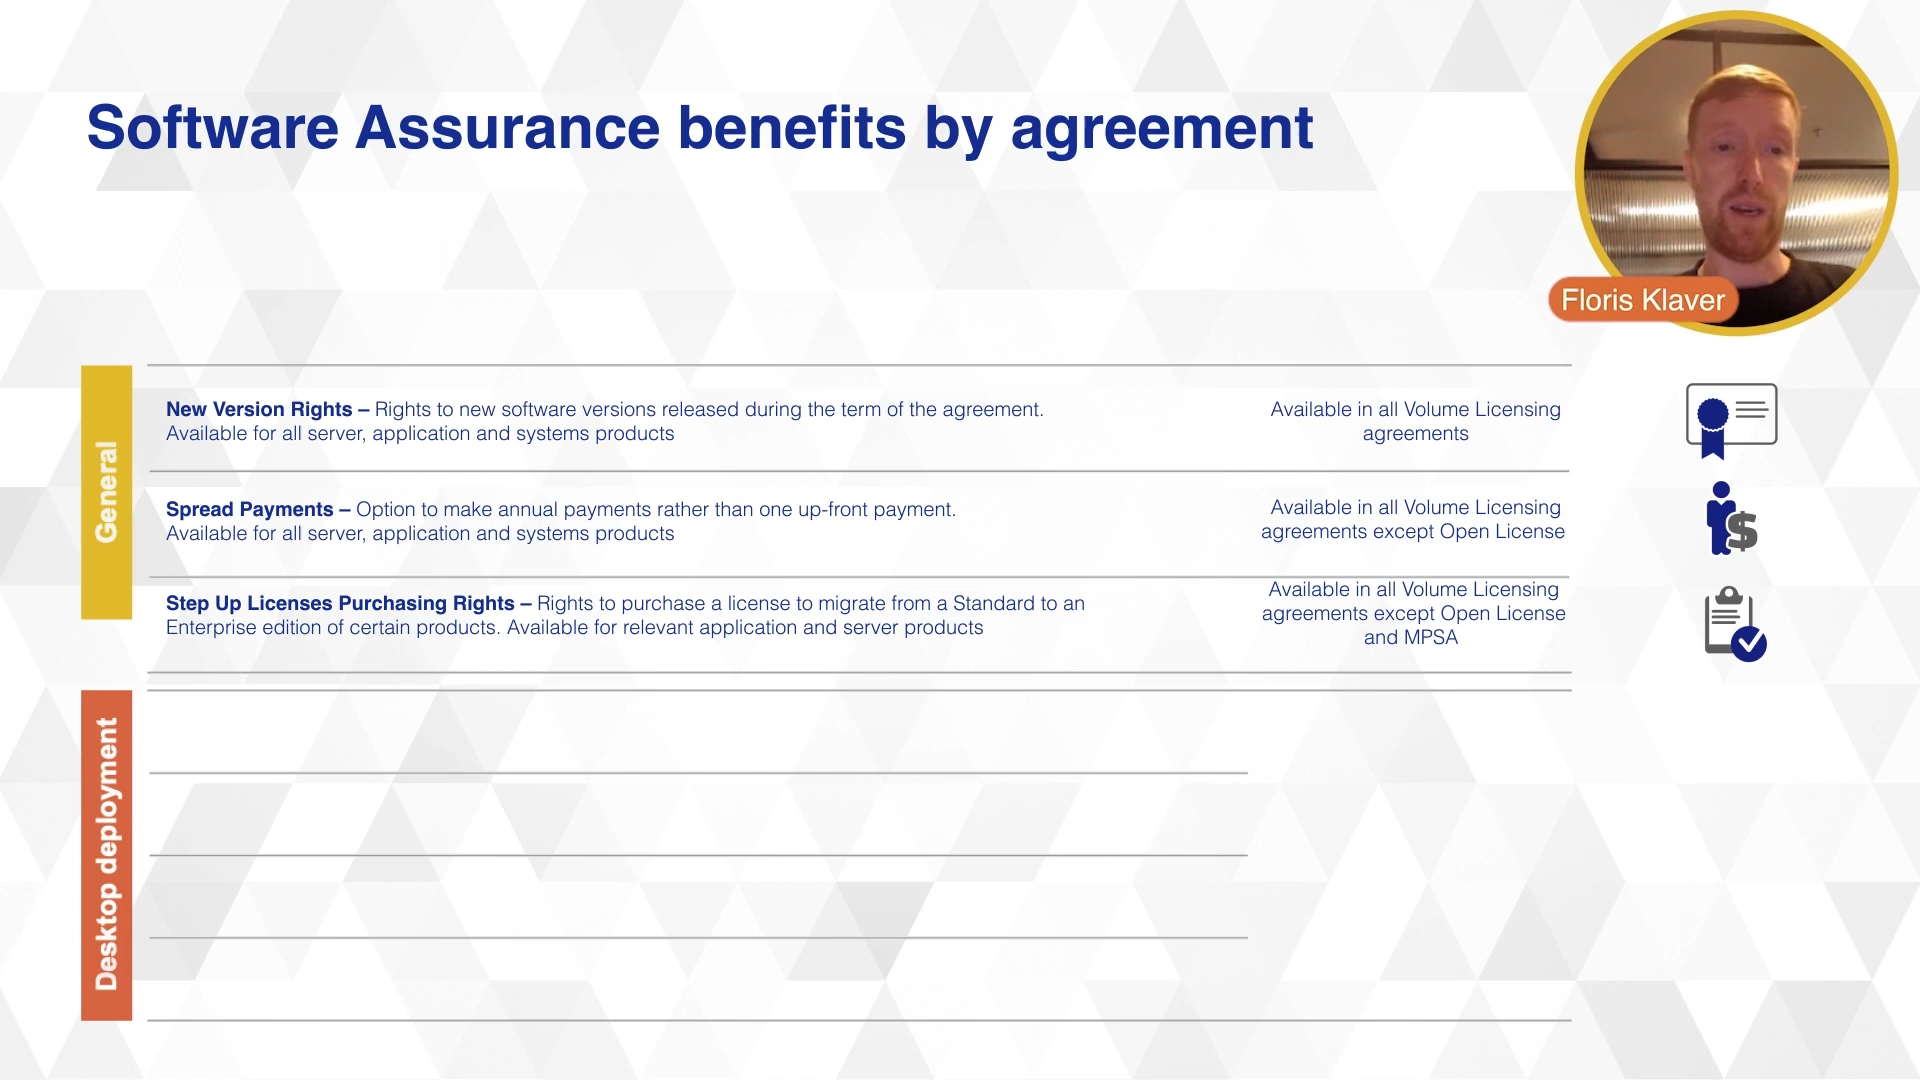 Software Assurance benefits by agreement
Floris Klaver
General
New Version Rights – Rights to new software versions released during the term of the agreement.
Available for all server, application and systems products
Available in all Volume Licensing
agreements
Spread Payments – Option to make annual payments rather than one up-front payment.
Available for all server, application and systems products
Available in all Volume Licensing
agreements except Open License
Step Up Licenses Purchasing Rights – Rights to purchase a license to migrate from a Standard to an
Enterprise edition of certain products. Available for relevant application and server products
Available in all Volume Licensing
agreements except Open License
and MPSA
$
Desktop deployment